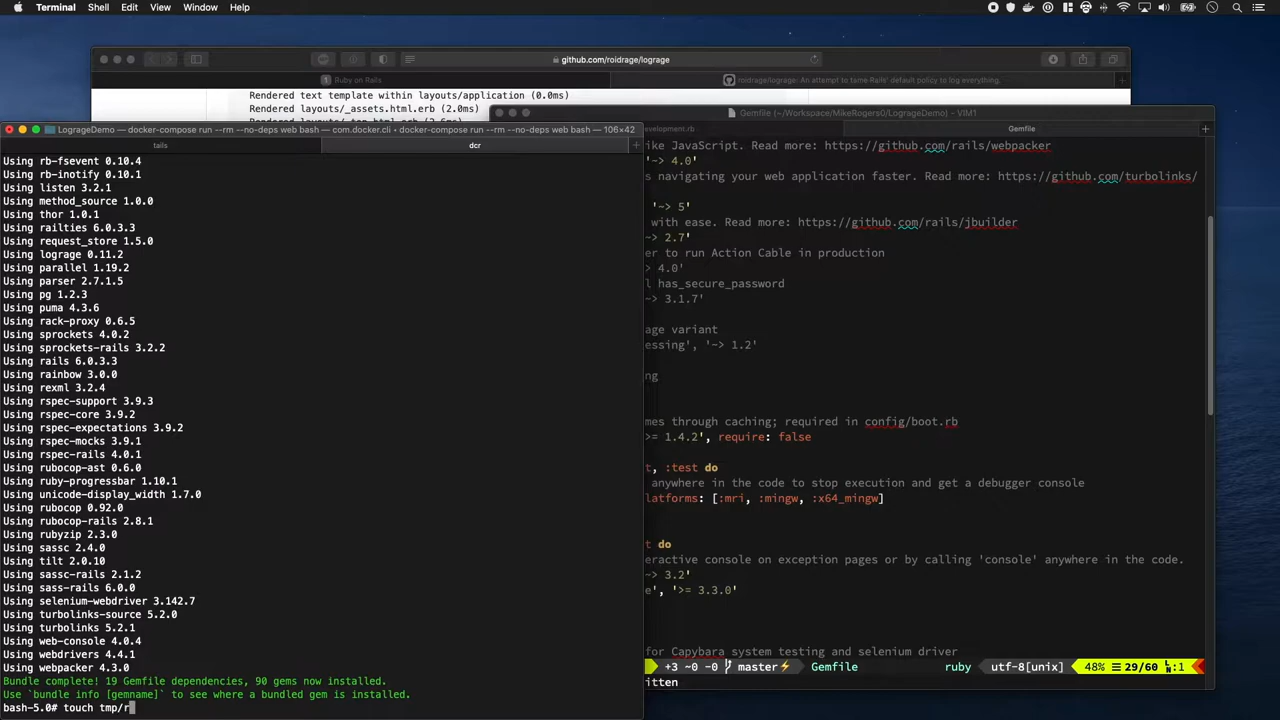 Terminal Shell Edit View Window Help
github.com/roidrage/lograge
Ruby on Rails
roidrage/lograge: An attempt to tame Rails' default policy to log everything.
Rendered text template within layouts/application (0.0ms)
Rendered layouts/_assets.html.erb (2.0ms)
Gemfile (~/Workspace/MikeRogers0/LogrageDemo) - VIM1
LogrageDemo — docker-compose run --rm --no-deps web bash — com.docker.cli ‹ docker-compose run --rm --no-deps web bash — 106×42
evelopment.rb
Gemfile
tails
dcr
Using rb-fsevent 0.10.4
Using rb-inotify 0.10.1
Using listen 3.2.1
Using method_source 1.0.0
Using thor 1.0.1
Using railties 6.0.3.3
Using request_store 1.5.0
Using lograge 0.11.2
Using parallel 1.19.2
Using parser 2.7.1.5
Using pg 1.2.3
Using puma 4.3.6
Using rack-proxy 0.6.5
Using sprockets 4.0.2
Using sprockets-rails 3.2.2
Using rails 6.0.3.3
Using rainbow 3.0.0
Using rexml 3.2.4
Using rspec-support 3.9.3
Using rspec-core 3.9.2
Using rspec-expectations 3.9.2
Using rspec-mocks 3.9.1
Using rspec-rails 4.0.1
Using rubocop-ast 0.6.0
Using ruby-progressbar 1.10.1
Using unicode-display_width 1.7.0
Using rubocop 0.92.0
Using rubocop-rails 2.8.1
Using rubyzip 2.3.0
Using sassc 2.4.0
Using tilt 2.0.10
Using sassc-rails 2.1.2
Using sass-rails 6.0.0
Using selenium-webdriver 3.142.7
Using turbolinks-source 5.2.0
Using turbolinks 5.2.1
Using web-console 4.0.4
Using webdrivers 4.4.1
Using webpacker 4.3.0
Bundle complete! 19 Gemfile dependencies, 90 gems now installed.
Use `bundle info [gemname]` to see where a bundled gem is installed.
bash-5.0# touch tmp/r
ike JavaScript. Read more: https://github.com/rails/webpacker
'~> 4.0'
s navigating your web application faster. Read more: https://github.com/turbolinks/
'~> 5'
with ease. Read more: https://github.com/rails/jbuilder
~> 2.7'
er to run Action Cable in production
~> 4.0'
l has_secure_password
~> 3.1.7'
age variant
essing', '~> 1.2'
ng
mes through caching; required in config/boot.rb
>= 1.4.2', require: false
t, :test do
anywhere in the code to stop execution and get a debugger console
latforms: [:mri, :mingw, :x64_mingw]
t do
eractive console on exception pages or by calling 'console' anywhere in the code.
~> 3.2'
e', '>= 3.3.0'
for Capybara system testing and selenium driver
+3 ~0 -0 master⚡ Gemfile ruby utf-8[unix] 48% ☰ 29/60 :1
itten